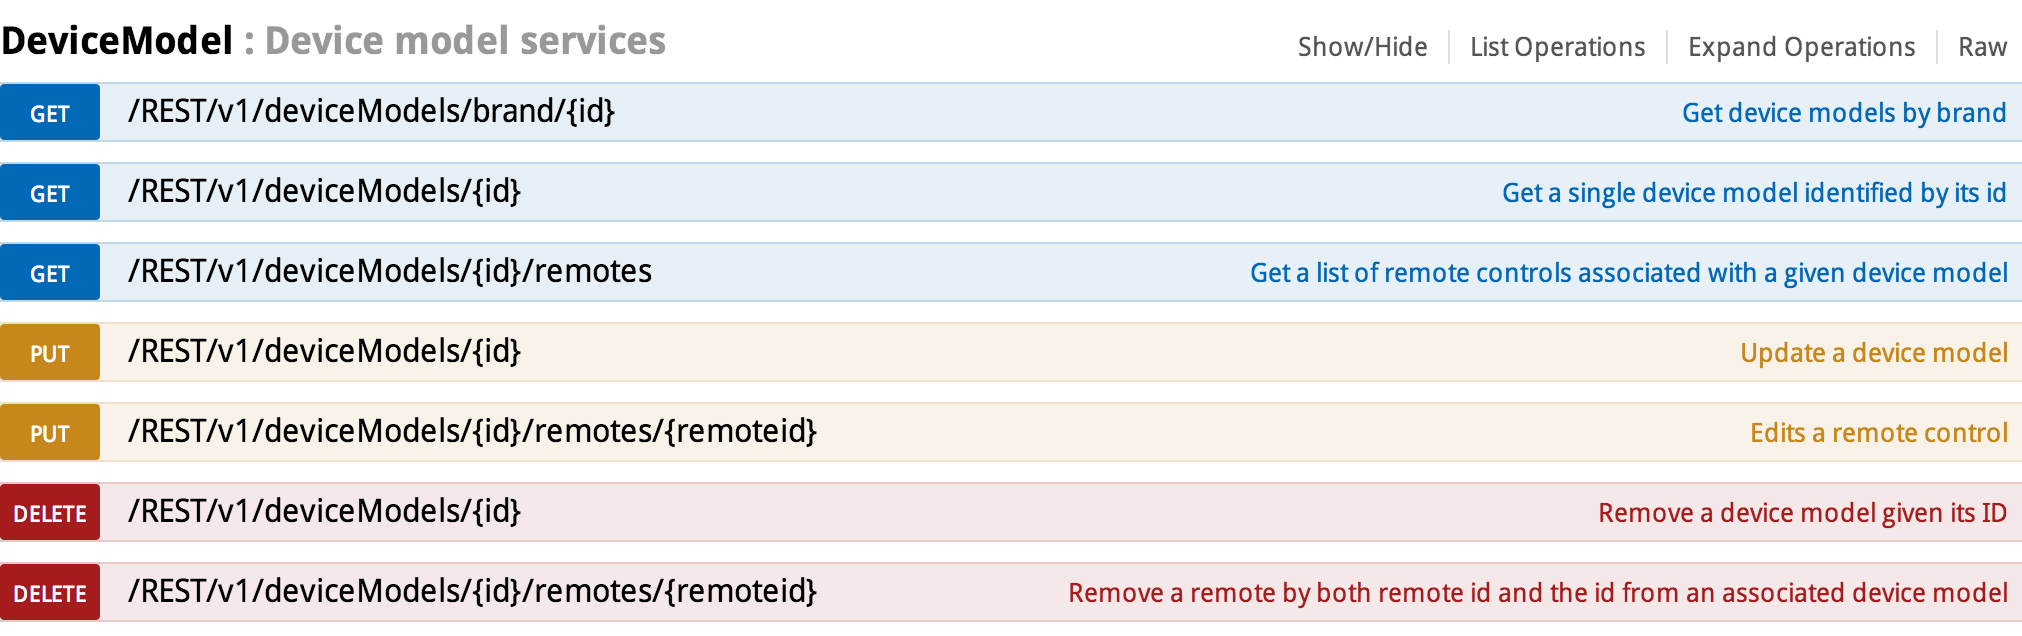 DeviceModel : Device model services Show/Hide List Operations Expand Operations Raw
GET /REST/v1/deviceModels/brand/{id} Get device models by brand
GET /REST/v1/deviceModels/{id} Get a single device model identified by its id
GET /REST/v1/deviceModels/{id}/remotes Get a list of remote controls associated with a given device model
PUT /REST/v1/deviceModels/{id} Update a device model
PUT /REST/v1/deviceModels/{id}/remotes/{remoteid} Edits a remote control
DELETE /REST/v1/deviceModels/{id} Remove a device model given its ID
DELETE /REST/v1/deviceModels/{id}/remotes/{remoteid} Remove a remote by both remote id and the id from an associated device model